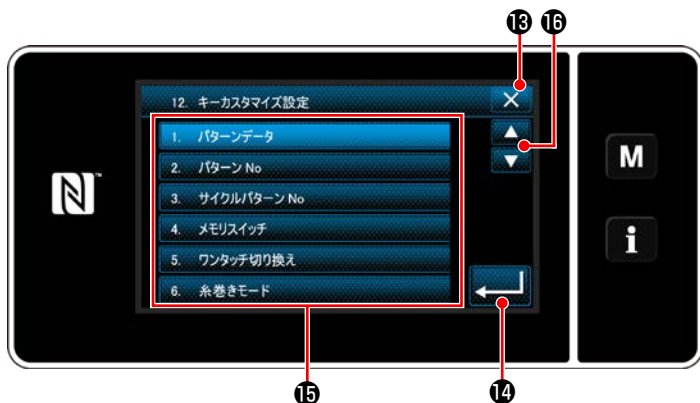 ⓭ ⓰
12. キーカスタマイズ設定
1. パターンデータ
2. パターン No
3. サイクルパターン No
4. メモリスイッチ
5. ワンタッチ切り換え
6. 糸巻きモード
N™
M
i
⓯ ⓮